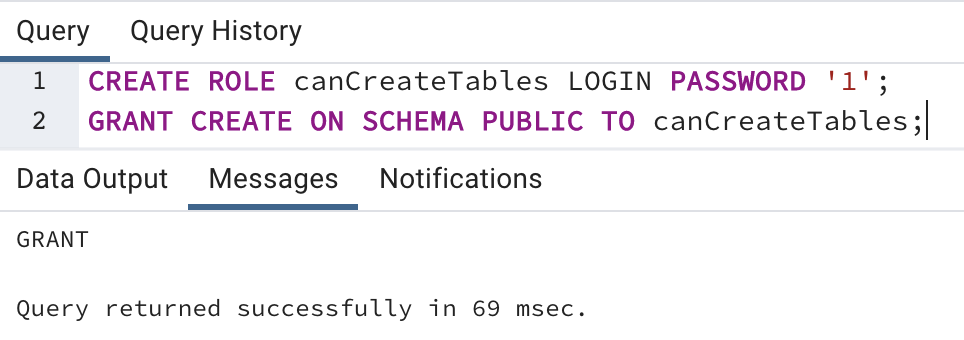 Query Query History
1 CREATE ROLE canCreateTables LOGIN PASSWORD '1';
2 GRANT CREATE ON SCHEMA PUBLIC TO canCreateTables;
Data Output Messages Notifications
GRANT
Query returned successfully in 69 msec.